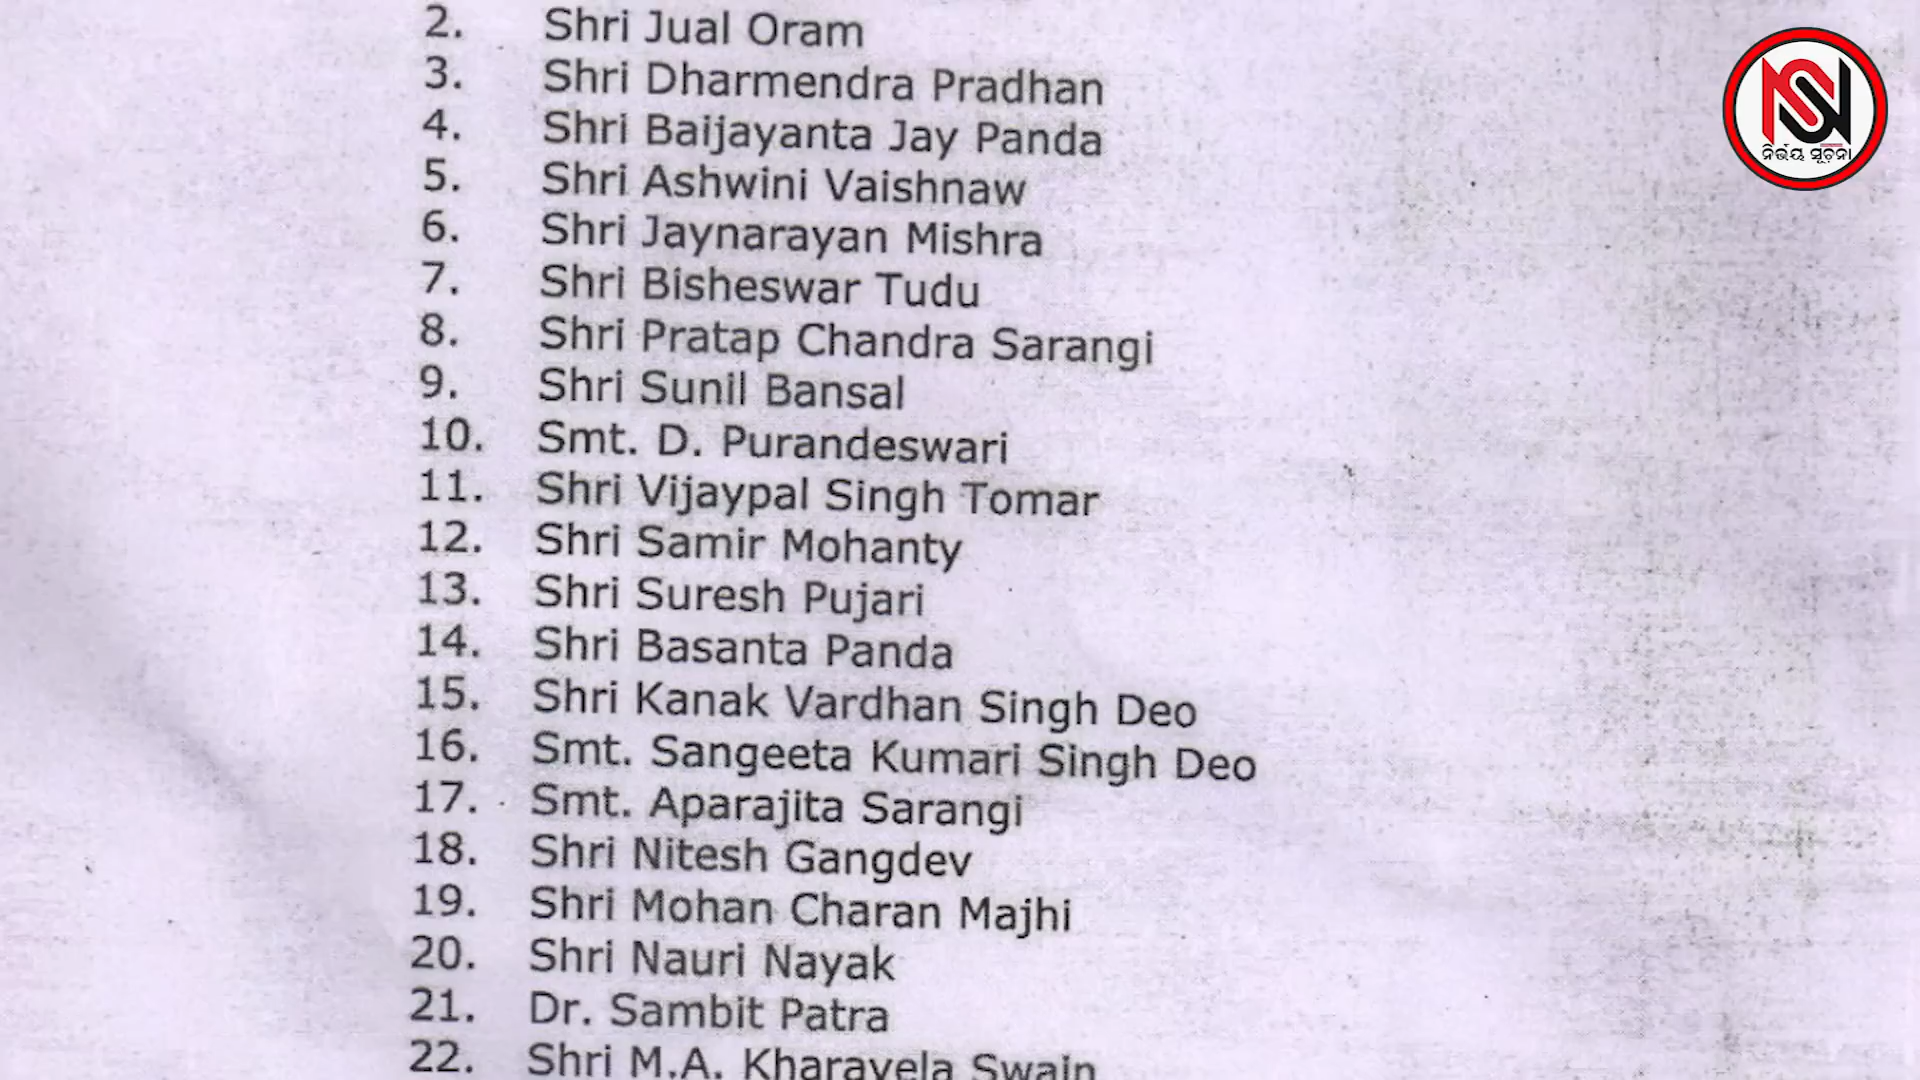 2. Shri Jual Oram
3. Shri Dharmendra Pradhan
4. Shri Baijayanta Jay Panda
5. Shri Ashwini Vaishnaw
6. Shri Jaynarayan Mishra
7. Shri Bisheswar Tudu
8. Shri Pratap Chandra Sarangi
9. Shri Sunil Bansal
10. Smt. D. Purandeswari
11. Shri Vijaypal Singh Tomar
12. Shri Samir Mohanty
13. Shri Suresh Pujari
14. Shri Basanta Panda
15. Shri Kanak Vardhan Singh Deo
16. Smt. Sangeeta Kumari Singh Deo
17. Smt. Aparajita Sarangi
18. Shri Nitesh Gangdev
19. Shri Mohan Charan Majhi
20. Shri Nauri Nayak
21. Dr. Sambit Patra
22. Shri M.A. Kharavela Swain
NS
ନିର୍ଭୟ ସୂଚନା